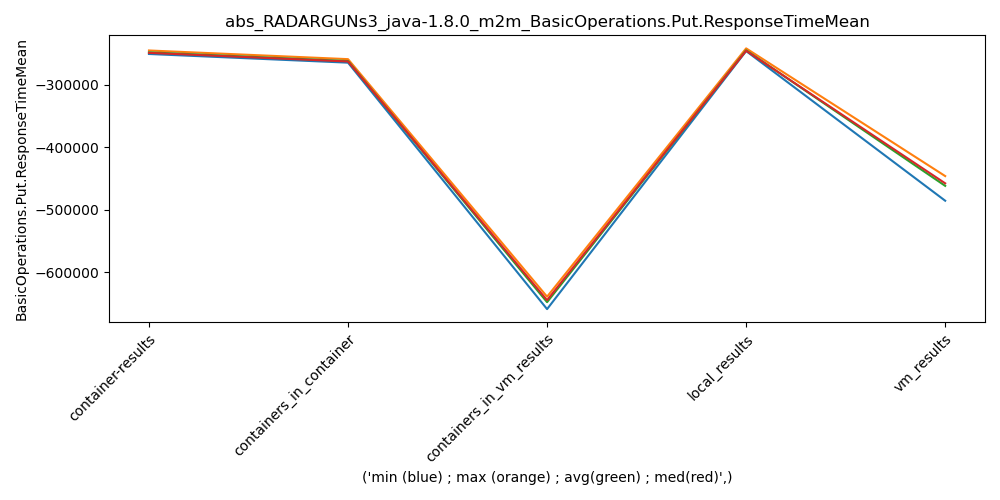 abs_RADARGUNs3_java-1.8.0_m2m_BasicOperations.Put.ResponseTimeMean
BasicOperations.Put.ResponseTimeMean
−300000
−400000
−500000
−600000
container-results
containers_in_container
containers_in_vm_results
local_results
vm_results
('min (blue) ; max (orange) ; avg(green) ; med(red)',)